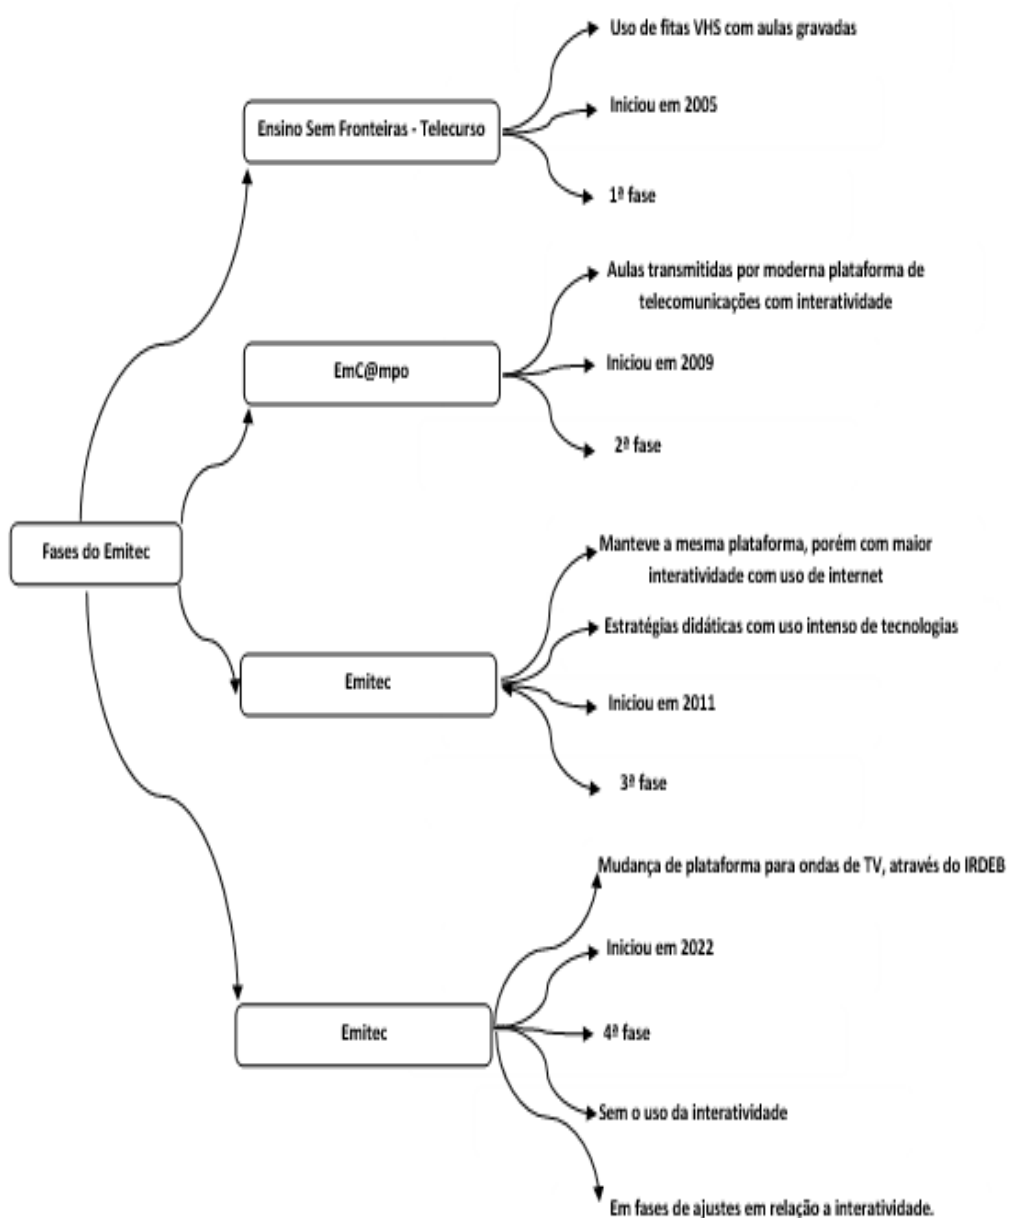 Uso de fitas VHS com aulas gravadas
Ensino Sem Fronteiras - Telecurso
Iniciou em 2005
1ª fase
Aulas transmitidas por moderna plataforma de
telecomunicações com interatividade
EmC@mpo
Iniciou em 2009
2ª fase
Fases do Emitec
Manteve a mesma plataforma, porém com maior
interatividade com uso de internet
Estratégias didáticas com uso intenso de tecnologias
Emitec
Iniciou em 2011
3ª fase
Mudança de plataforma para ondas de TV, através do IRDEB
Iniciou em 2022
Emitec
4ª fase
Sem o uso da interatividade
Em fases de ajustes em relação a interatividade.